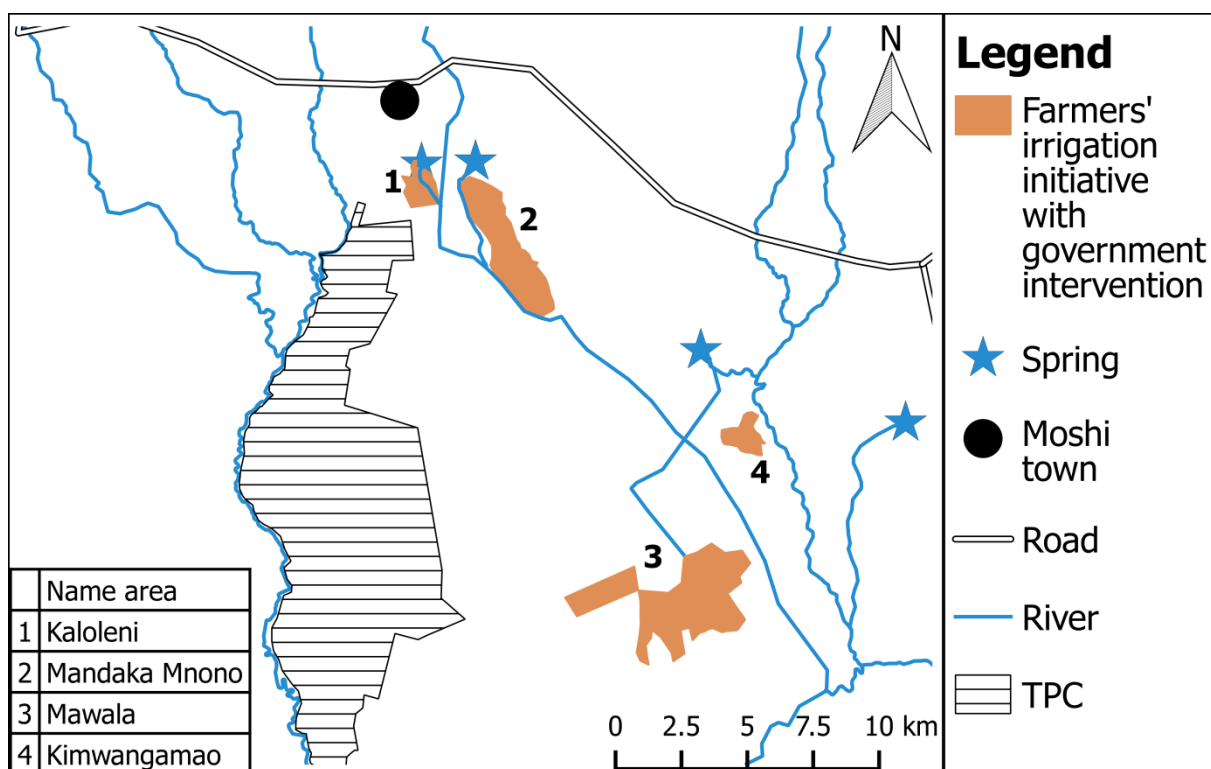 N
1
2
3
4
Name area
1 Kaloleni
2 Mandaka Mnono
3 Mawala
4 Kimwangamao
0 2.5 5 7.5 10 km
Legend
Farmers'
irrigation
initiative
with
government
intervention
Spring
Moshi
town
Road
River
TPC